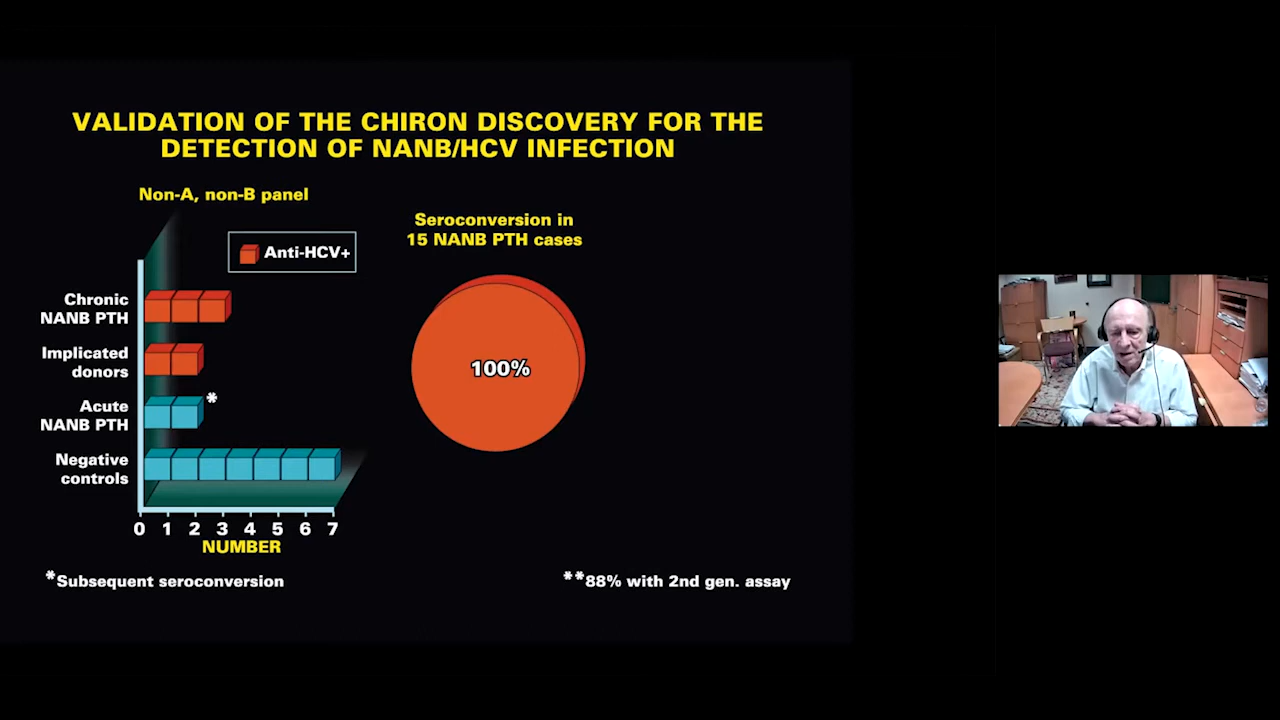 VALIDATION OF THE CHIRON DISCOVERY FOR THE
DETECTION OF NANB/HCV INFECTION
Non-A, non-B panel
Anti-HCV+
Chronic
NANB PTH
Implicated
donors
Acute
NANB PTH
*
Negative
controls
0 1 2 3 4 5 6 7
NUMBER
*Subsequent seroconversion
Seroconversion in
15 NANB PTH cases
100%
**88% with 2nd gen. assay